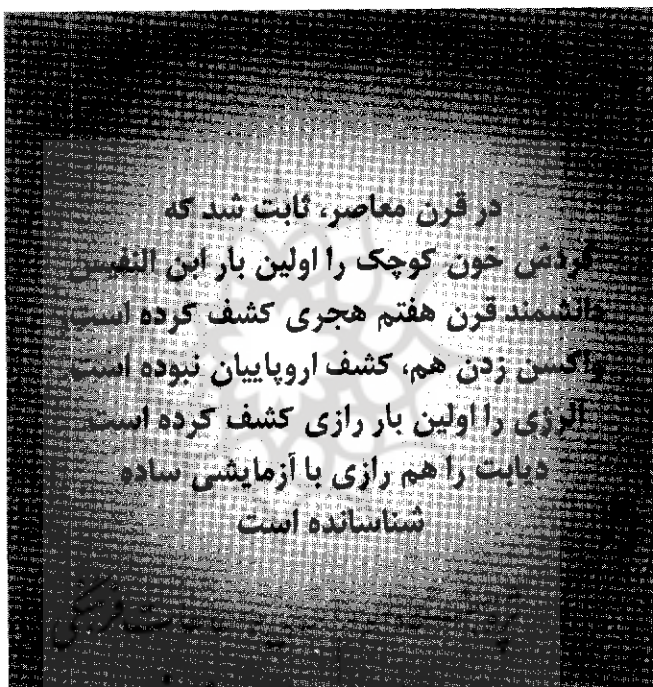 در قرن معاصر، ثابت شد که
گردش خون کوچک را اولین بار ابن النفیس
دانشمند قرن هفتم هجری کشف کرده است
واکسن زدن هم، کشف اروپاییان نبوده است
آلرژی را اولین بار رازی کشف کرده است
دیابت را هم رازی با آزمایشی ساده
شناسانده است